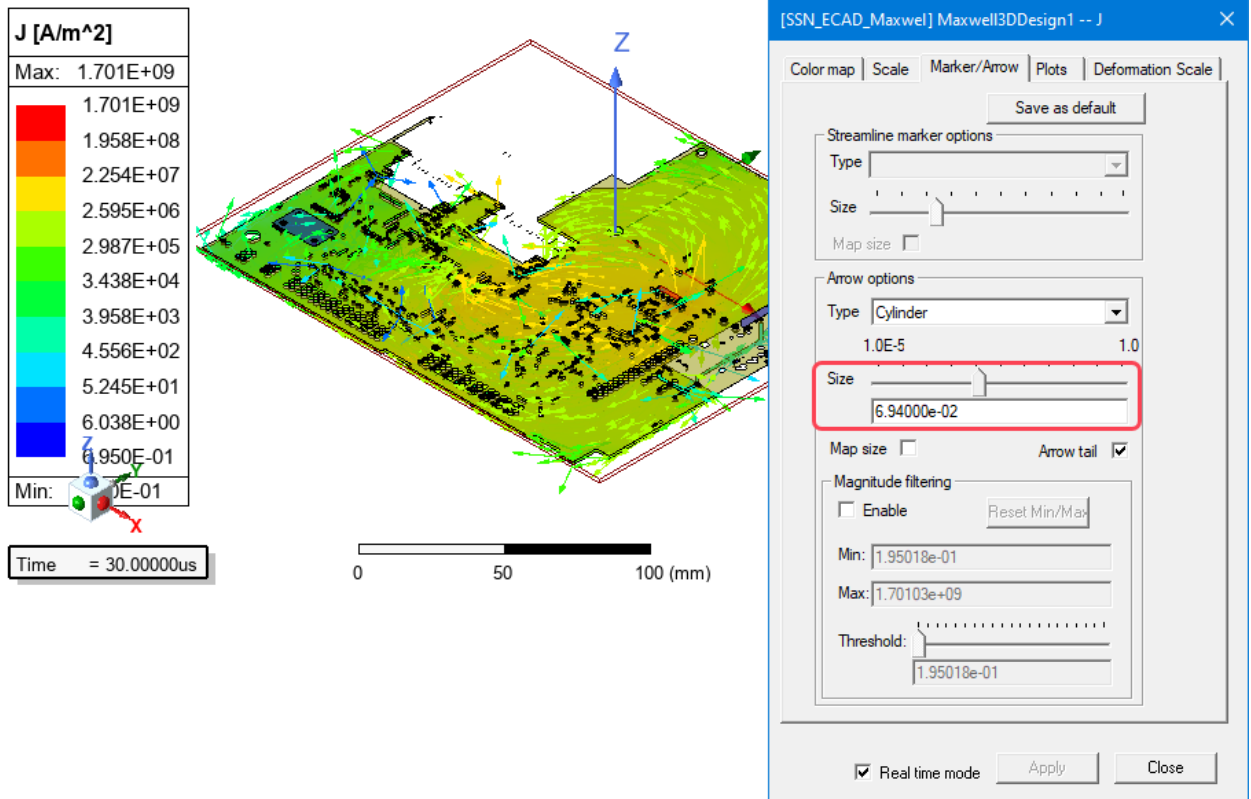 J [A/m^2]
Max: 1.701E+09
1.701E+09
1.958E+08
2.254E+07
2.595E+06
2.987E+05
3.438E+04
3.958E+03
4.556E+02
5.245E+01
6.038E+00
6.950E-01
Min: 0E-01
Z
Y
X
Time = 30.00000us
Z
0 50 100 (mm)
[SSN_ECAD_Maxwel] Maxwell3DDesign1 -- J
Color map Scale Marker/Arrow Plots Deformation Scale
Save as default
Streamline marker options
Type
Size
Map size
Arrow options
Type Cylinder
1.0E-5 1.0
Size
6.94000e-02
Map size Arrow tail
Magnitude filtering
Enable Reset Min/Max
Min: 1.95018e-01
Max: 1.70103e+09
Threshold:
1.95018e-01
Real time mode Apply Close